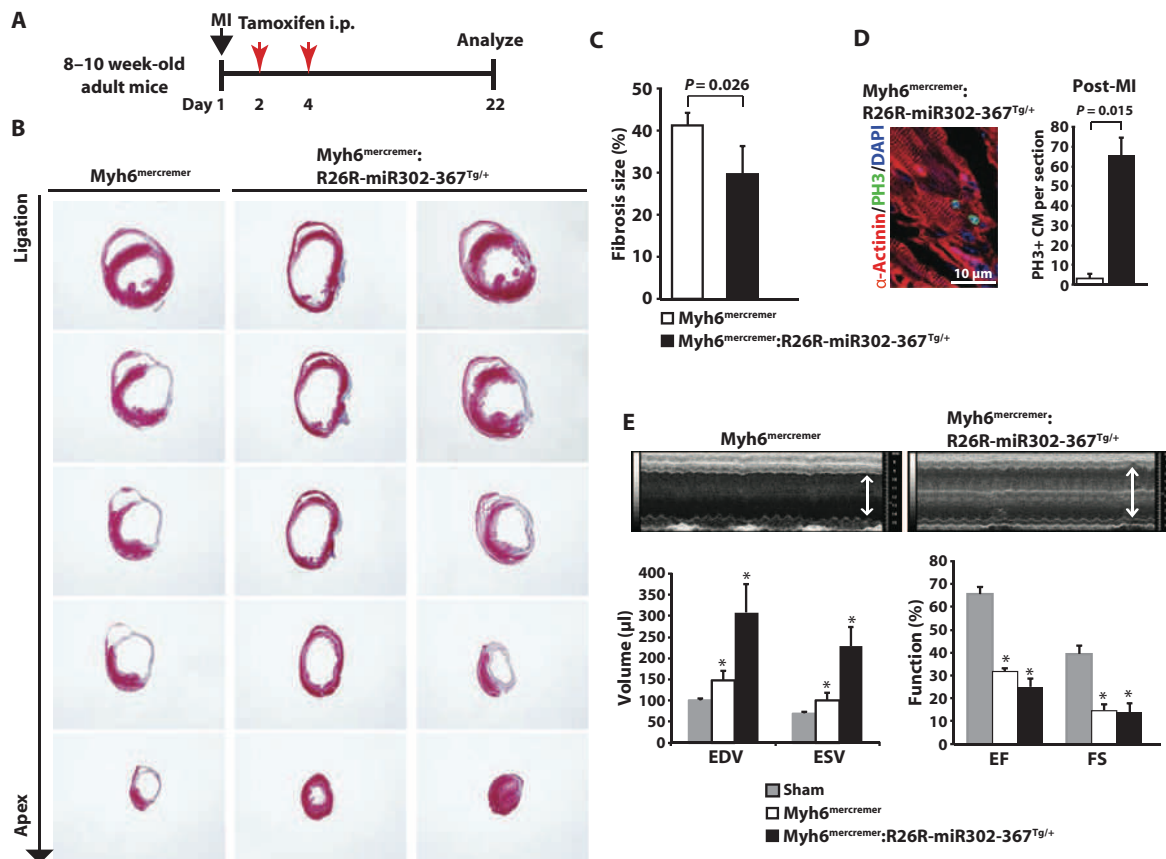 A
MI
Tamoxifen i.p.
Analyze
8–10 week-old
adult mice
Day 1
2
4
22
B
Myh6mercremer
Myh6mercremer:
R26R-miR302-367Tg/+
Ligation
Apex
C
P = 0.026
Fibrosis size (%)
50
40
30
20
10
0
Myh6mercremer
Myh6mercremer:R26R-miR302-367Tg/+
D
Myh6mercremer:
R26R-miR302-367Tg/+
α-Actinin/PH3/DAPI
10 μm
Post-MI
P = 0.015
PH3+ CM per section
80
70
60
50
40
30
20
10
0
E
Myh6mercremer
Myh6mercremer:
R26R-miR302-367Tg/+
Volume (μl)
400
350
300
250
200
150
100
50
0
* * * *
EDV
ESV
Function (%)
70
60
50
40
30
20
10
0
* * * *
EF
FS
Sham
Myh6mercremer
Myh6mercremer:R26R-miR302-367Tg/+